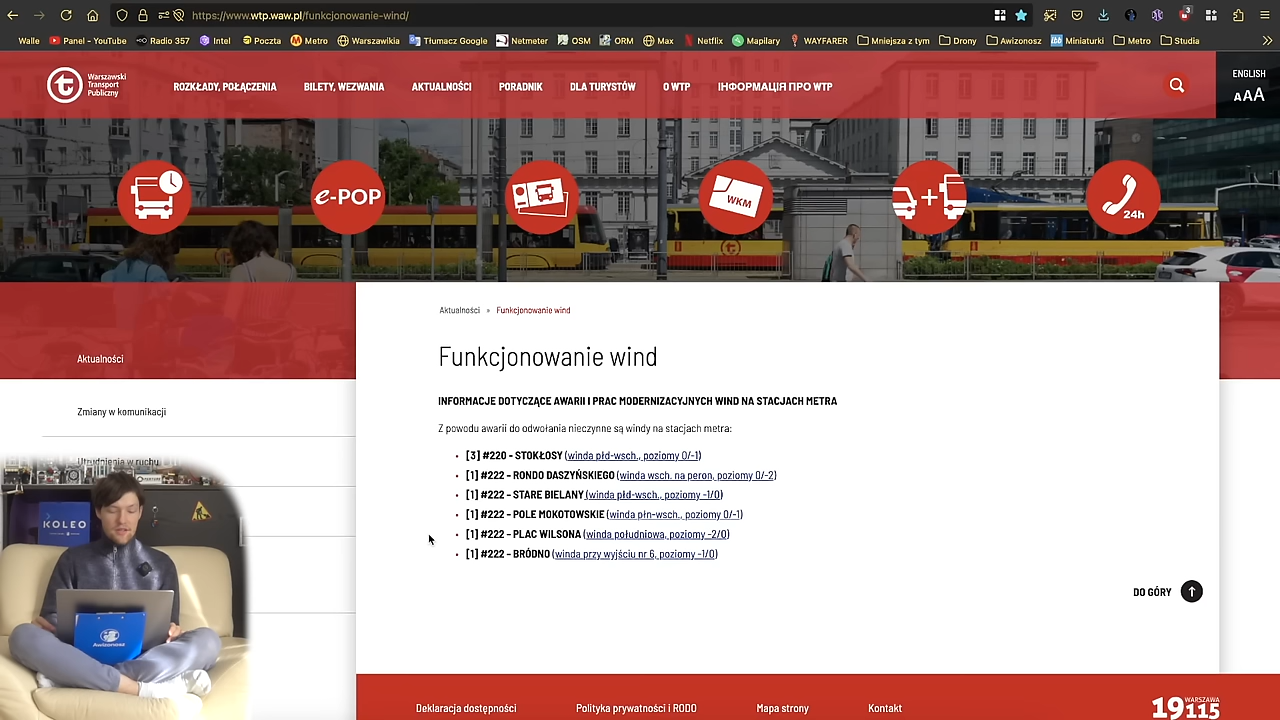 https://www.wtp.waw.pl/funkcjonowanie-wind/
3
Walle Panel - YouTube Radio 357 Intel Poczta Metro Warszawikia Tłumacz Google Netmeter OSM ORM Max Netflix Mapilary WAYFARER Mniejsza z tym Drony Awizonosz Miniaturki Metro Studia
Warszawski
Transport
Publiczny
ROZKŁADY, POŁĄCZENIA BILETY, WEZWANIA AKTUALNOŚCI PORADNIK DLA TURYSTÓW O WTP ІНФОРМАЦІЯ ПРО WTP
ENGLISH
AAA
e-POP
WKM
24h
Aktualności » Funkcjonowanie wind
Funkcjonowanie wind
Aktualności
Zmiany w komunikacji
Utrudnienia w ruchu
INFORMACJE DOTYCZĄCE AWARII I PRAC MODERNIZACYJNYCH WIND NA STACJACH METRA
Z powodu awarii do odwołania nieczynne są windy na stacjach metra:
[3] #220 - STOKŁOSY (winda płd-wsch., poziomy 0/-1)
[1] #222 – RONDO DASZYŃSKIEGO (winda wsch. na peron, poziomy 0/-2)
[1] #222 – STARE BIELANY (winda płd-wsch., poziomy -1/0)
[1] #222 – POLE MOKOTOWSKIE (winda płn-wsch., poziomy 0/-1)
[1] #222 – PLAC WILSONA (winda południowa, poziomy -2/0)
[1] #222 – BRÓDNO (winda przy wyjściu nr 6, poziomy -1/0)
DO GÓRY
KOLEO
Awizonosz
Deklaracja dostępności Polityka prywatności i RODO Mapa strony Kontakt
WARSZAWA
19115